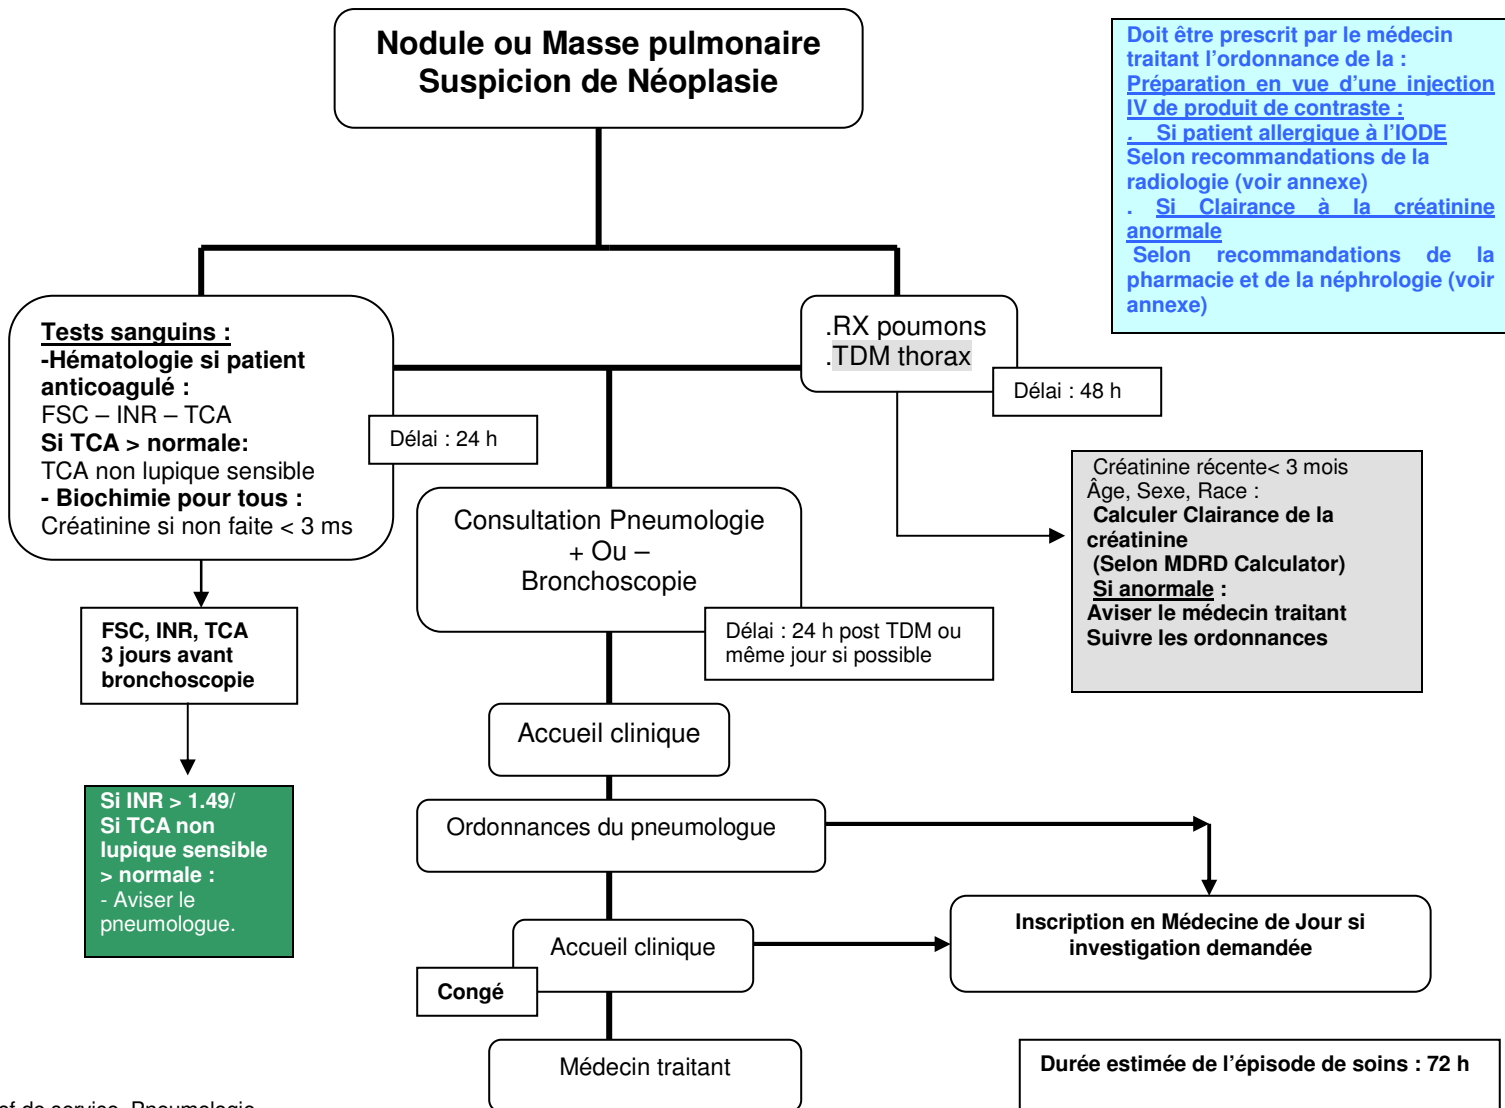 Nodule ou Masse pulmonaire
Suspicion de Néoplasie
Doit être prescrit par le médecin
traitant l'ordonnance de la :
Préparation en vue d'une injection
IV de produit de contraste :
. Si patient allergique à l'IODE
Selon recommandations de la
radiologie (voir annexe)
. Si Clairance à la créatinine
anormale
Selon recommandations de la
pharmacie et de la néphrologie (voir
annexe)
Tests sanguins :
-Hématologie si patient
anticoagulé :
FSC – INR – TCA
Si TCA > normale:
TCA non lupique sensible
- Biochimie pour tous :
Créatinine si non faite < 3 ms
Délai : 24 h
.RX poumons
.TDM thorax
Délai : 48 h
Créatinine récente< 3 mois
Âge, Sexe, Race :
Calculer Clairance de la
créatinine
(Selon MDRD Calculator)
Si anormale :
Aviser le médecin traitant
Suivre les ordonnances
Consultation Pneumologie
+ Ou –
Bronchoscopie
Délai : 24 h post TDM ou
même jour si possible
FSC, INR, TCA
3 jours avant
bronchoscopie
Si INR > 1.49/
Si TCA non
lupique sensible
> normale :
- Aviser le
pneumologue.
Accueil clinique
Ordonnances du pneumologue
Accueil clinique
Congé
Inscription en Médecine de Jour si
investigation demandée
Médecin traitant
Durée estimée de l'épisode de soins : 72 h
de service, Pneumologie